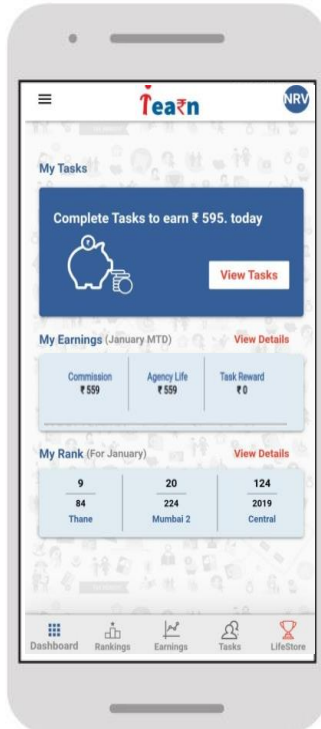 1earn
NRV
My Tasks
Complete Tasks to earn ₹ 595. today
View Tasks
My Earnings (January MTD) View Details
Commission Agency Life Task Reward
₹ 559 ₹ 559 ₹ 0
My Rank (For January) View Details
9 20 124
84 224 2019
Thane Mumbai 2 Central
Dashboard Rankings Earnings Tasks LifeStore